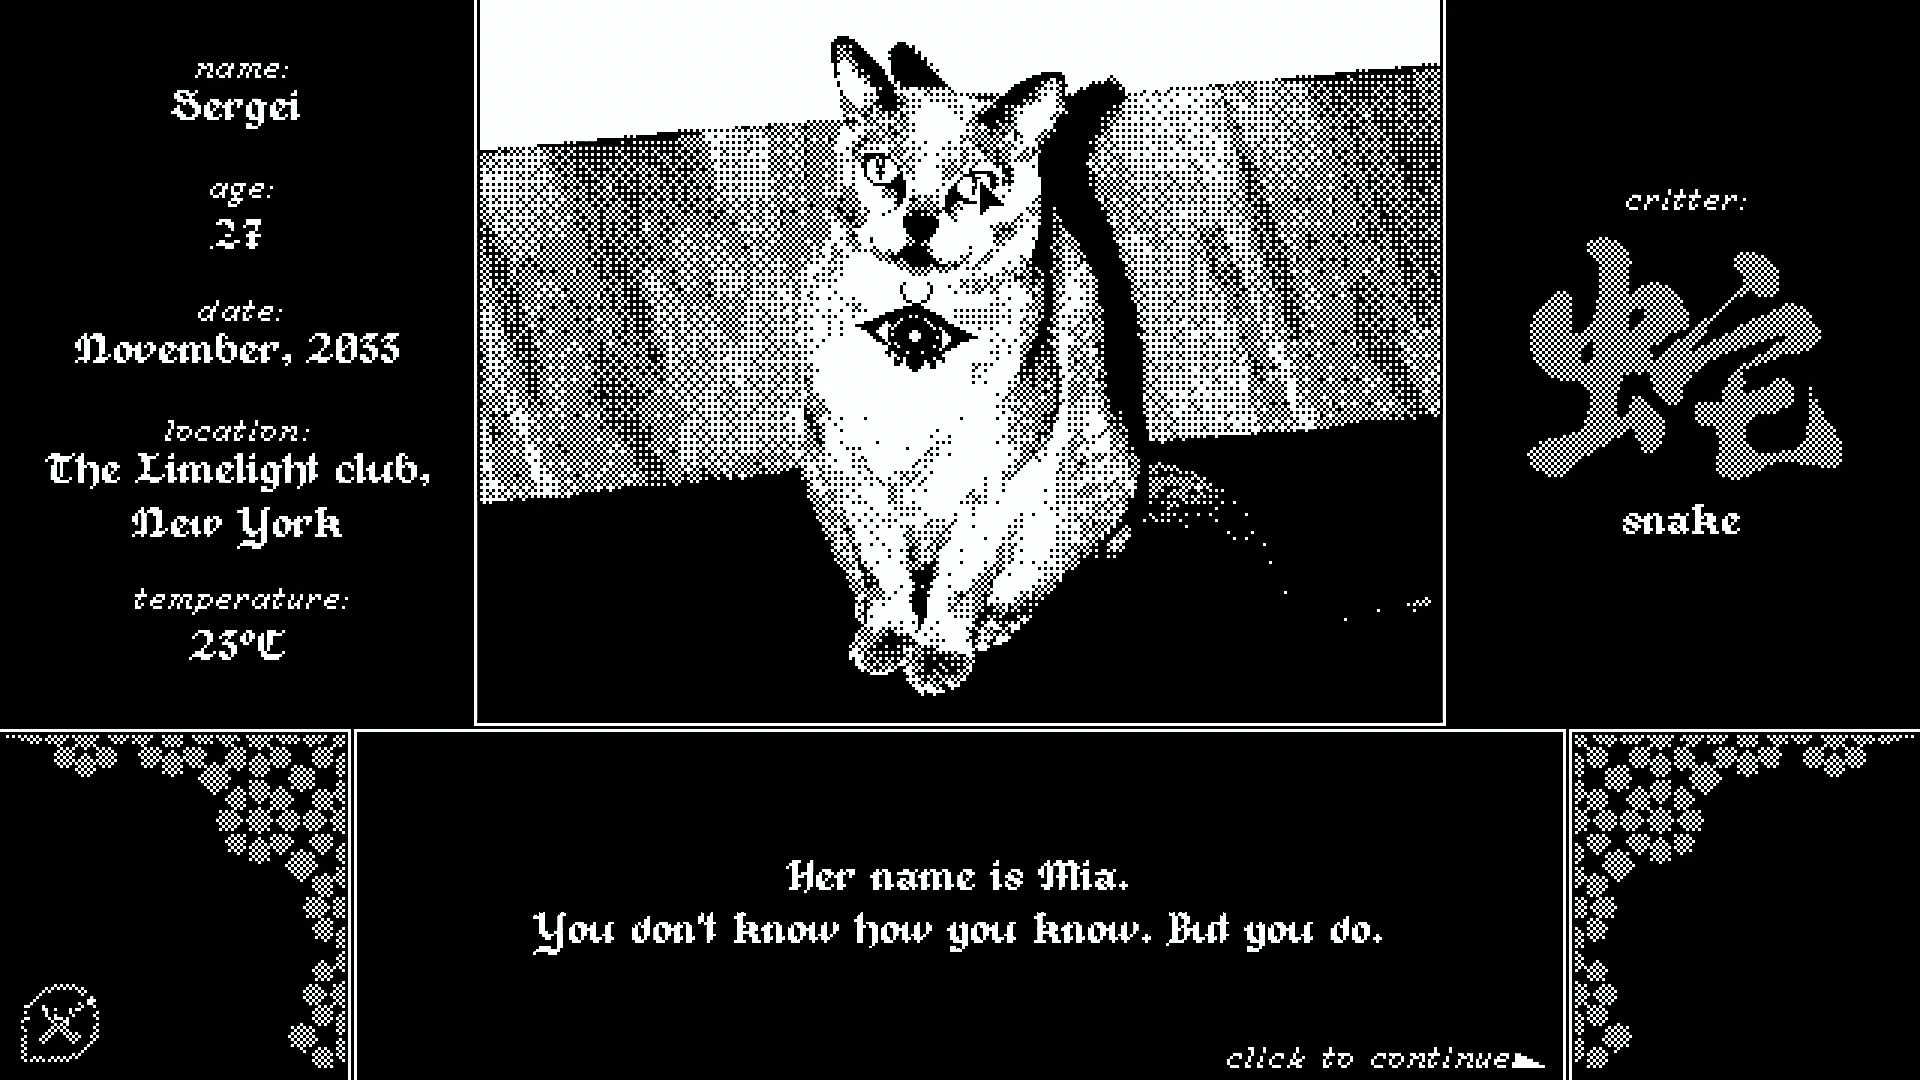 name:
Sergei
age:
27
date:
November, 2033
location:
The Limelight club,
New York
temperature:
23°C
critter:
蛇
snake
Her name is Mia.
You don't know how you know. But you do.
click to continue